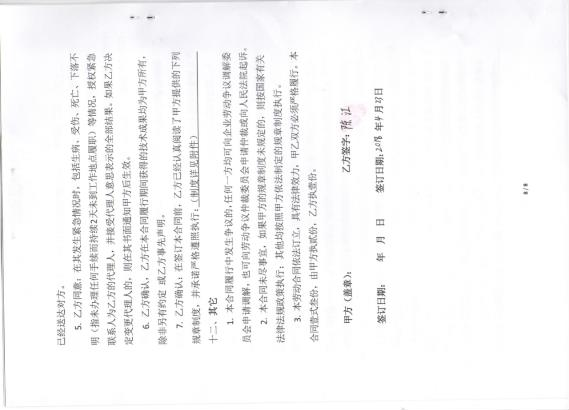 已经送达对方。
5. 乙方同意:在其发生紧急情况时,包括生病、受伤、死亡、下落不
明(指未办理任何手续而持续2天未到工作地点履职)等情况,授权紧急
联系人为乙方的代理人,并接受代理人意思表示的全部结果。如果乙方决
定变更代理人的,则在其书面通知甲方后生效。
6. 乙方确认,乙方在本合同履行期间获得的技术成果均为甲方所有,
除非另有约定 或乙方事先声明。
7. 乙方确认:在签订本合同前,乙方已经认真阅读了甲方提供的下列
规章制度,并承诺严格遵照执行:(制度详见附件)
十二、其它
1. 本合同履行中发生争议的,任何一方均可向企业劳动争议调解委
员会申请调解,也可向劳动争议仲裁委员会申请仲裁或向人民法院起诉。
2. 本合同未尽事宜,如果甲方的规章制度未规定的,则按国家有关
法律法规政策执行;其他均按照甲方依法制定的规章制度执行。
3. 本劳动合同依法订立,具有法律效力,甲乙双方必须严格履行。本
合同壹式叁份,由甲方执贰份,乙方执壹份。
甲方(盖章): 乙方签字:陈江
签订日期: 年 月 日 签订日期:2018年4月27日
8/8